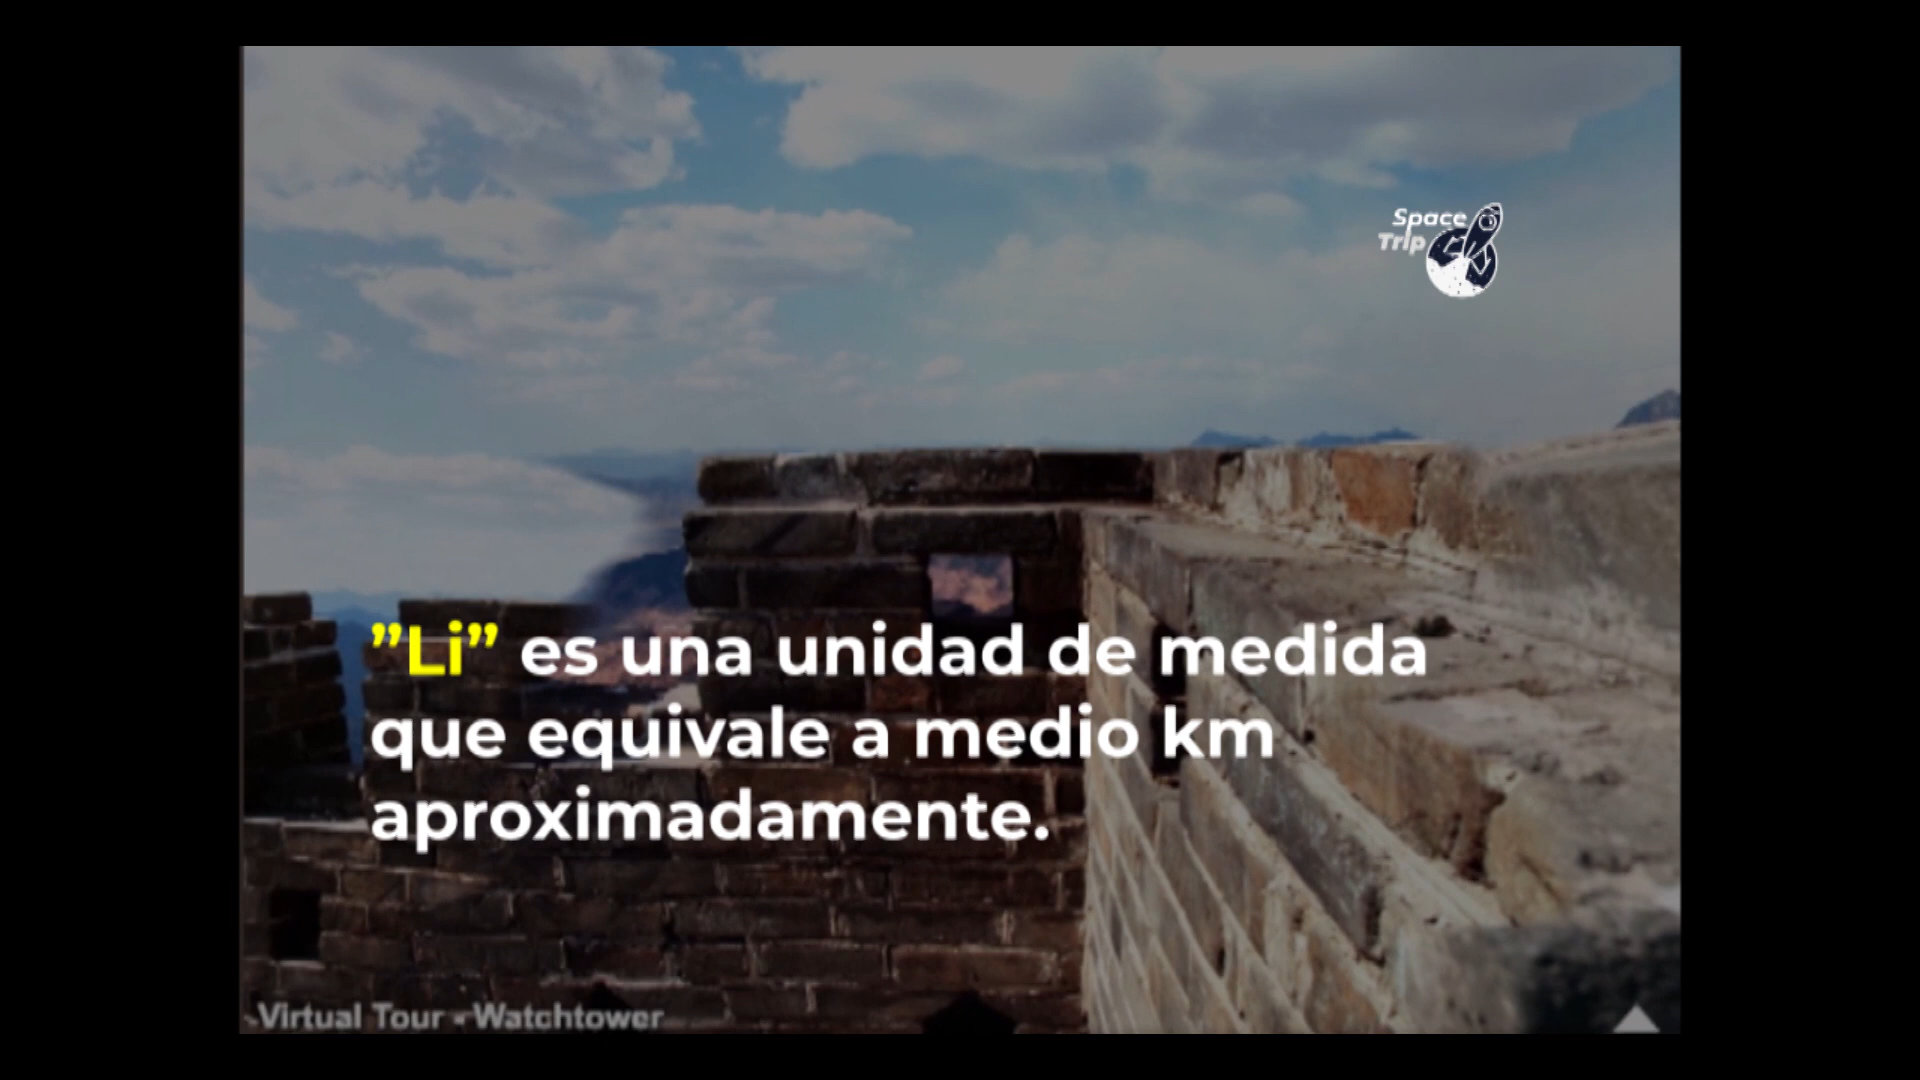 Space
Trip
”Li” es una unidad de medida
que equivale a medio km
aproximadamente.
Virtual Tour - Watchtower